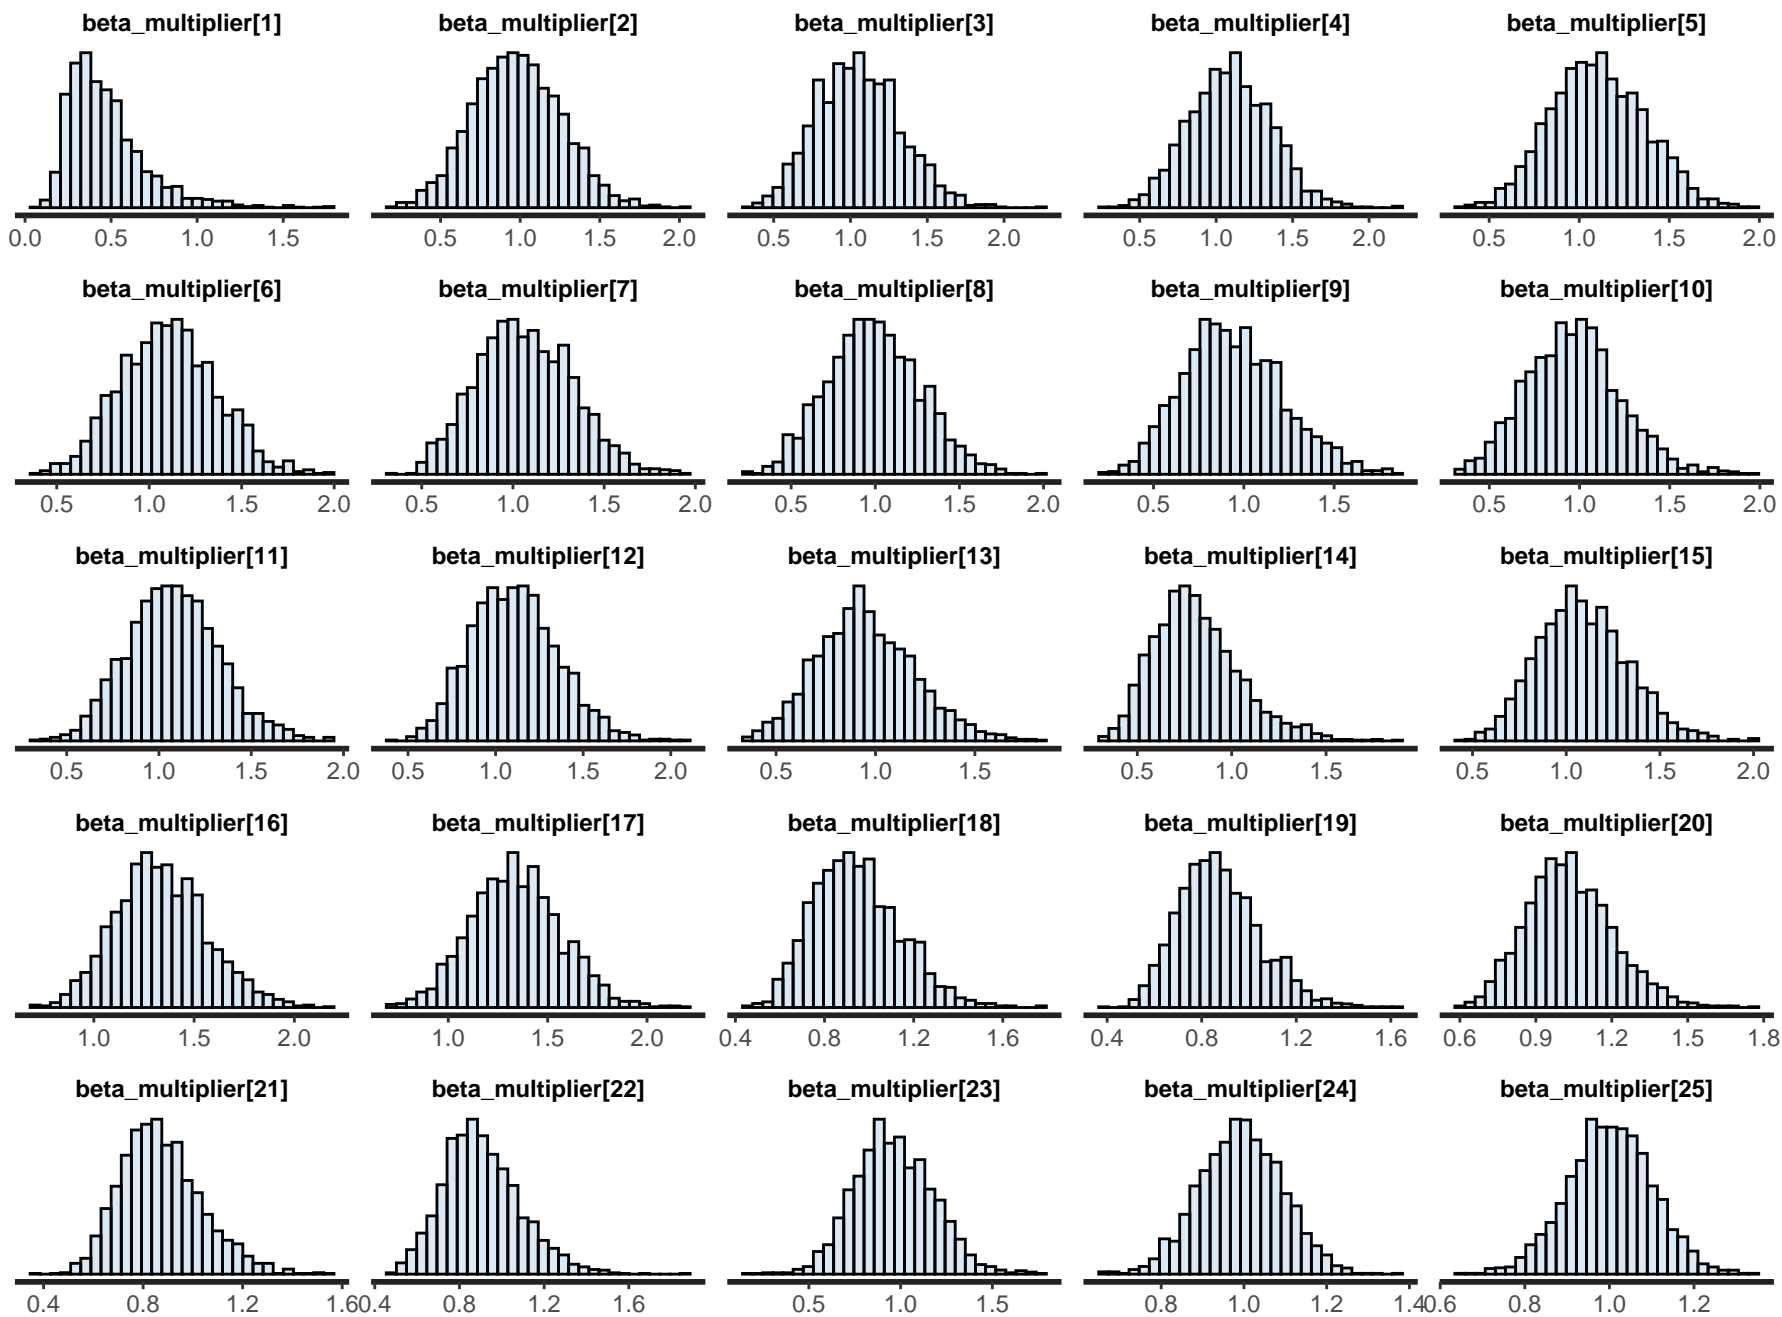 beta_multiplier[1] beta_multiplier[2] beta_multiplier[3] beta_multiplier[4] beta_multiplier[5]
0.0 0.5 1.0 1.5 0.5 1.0 1.5 2.0 0.5 1.0 1.5 2.0 0.5 1.0 1.5 2.0 0.5 1.0 1.5 2.0
beta_multiplier[6] beta_multiplier[7] beta_multiplier[8] beta_multiplier[9] beta_multiplier[10]
0.5 1.0 1.5 2.0 0.5 1.0 1.5 2.0 0.5 1.0 1.5 2.0 0.5 1.0 1.5 0.5 1.0 1.5 2.0
beta_multiplier[11] beta_multiplier[12] beta_multiplier[13] beta_multiplier[14] beta_multiplier[15]
0.5 1.0 1.5 2.0 0.5 1.0 1.5 2.0 0.5 1.0 1.5 0.5 1.0 1.5 0.5 1.0 1.5 2.0
beta_multiplier[16] beta_multiplier[17] beta_multiplier[18] beta_multiplier[19] beta_multiplier[20]
1.0 1.5 2.0 1.0 1.5 2.0 0.4 0.8 1.2 1.6 0.4 0.8 1.2 1.6 0.6 0.9 1.2 1.5 1.8
beta_multiplier[21] beta_multiplier[22] beta_multiplier[23] beta_multiplier[24] beta_multiplier[25]
0.4 0.8 1.2 1.6 0.4 0.8 1.2 1.6 0.5 1.0 1.5 0.8 1.0 1.2 1.4 0.6 0.8 1.0 1.2